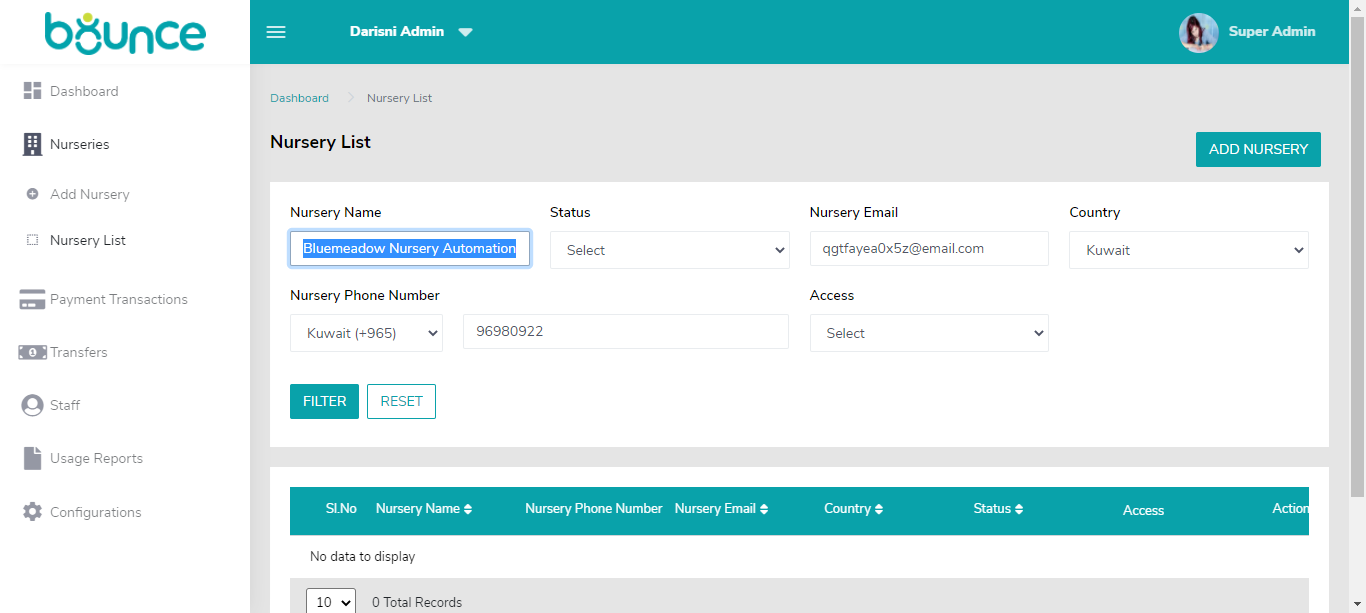 bounce
Darisni Admin
Super Admin
Dashboard
Nurseries
Add Nursery
Nursery List
Payment Transactions
Transfers
Staff
Usage Reports
Configurations
Dashboard Nursery List
Nursery List
ADD NURSERY
Nursery Name Status Nursery Email Country
Bluemeadow Nursery Automation Select qgtfayea0x5z@email.com Kuwait
Nursery Phone Number Access
Kuwait (+965) 96980922 Select
FILTER RESET
Sl.No Nursery Name Nursery Phone Number Nursery Email Country Status Access Action
No data to display
10 0 Total Records